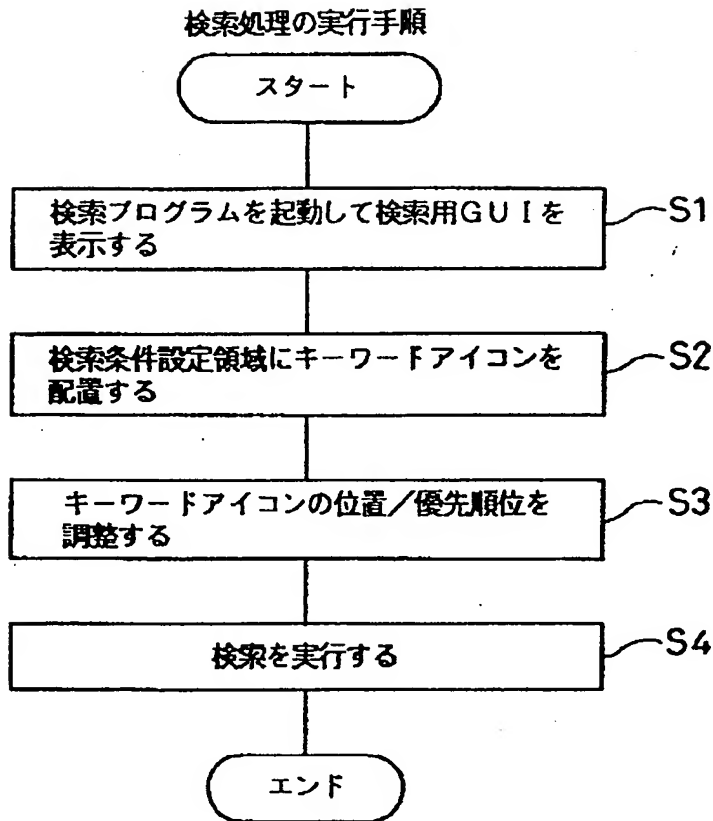 検索処理の実行手順
スタート
検索プログラムを起動して検索用GUIを
表示する
S1
検索条件設定領域にキーワードアイコンを
配置する
S2
キーワードアイコンの位置/優先順位を
調整する
S3
検索を実行する
S4
エンド